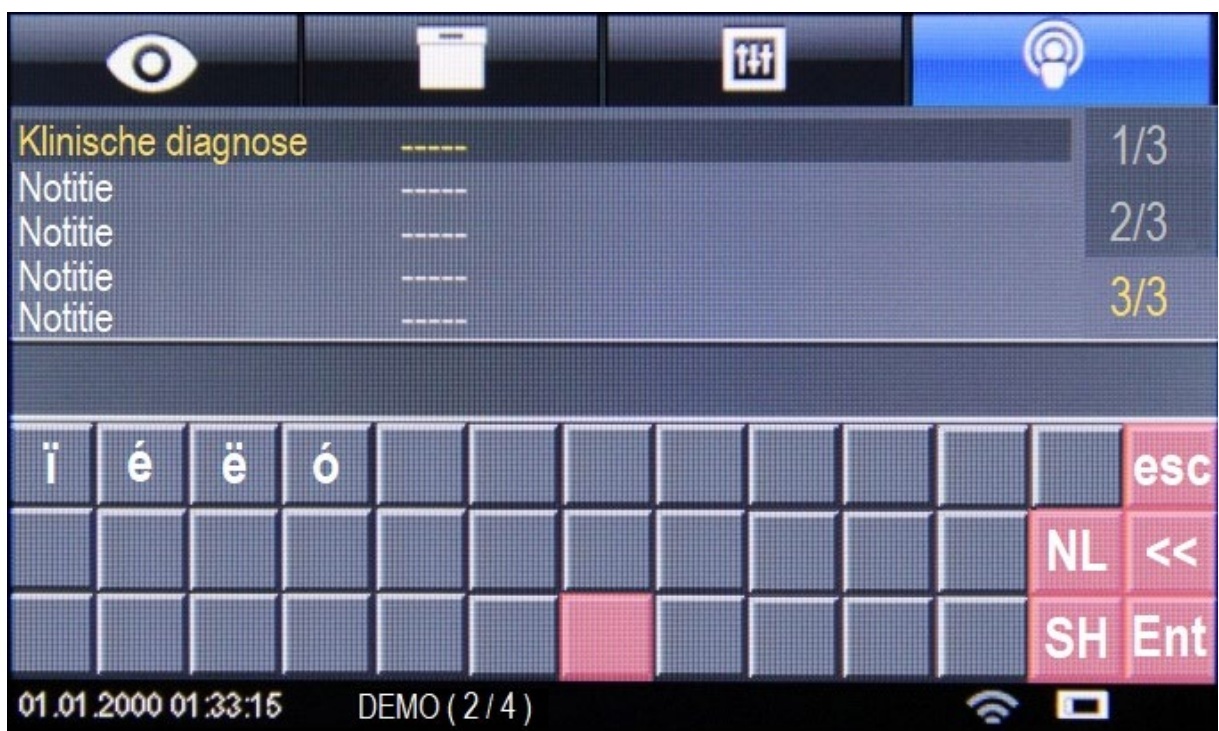 Klinische diagnose ----- 1/3
Notitie -----
Notitie ----- 2/3
Notitie -----
Notitie ----- 3/3
ï é ë ó esc
NL <<
SH Ent
01.01.2000 01:33:15 DEMO ( 2 / 4 )